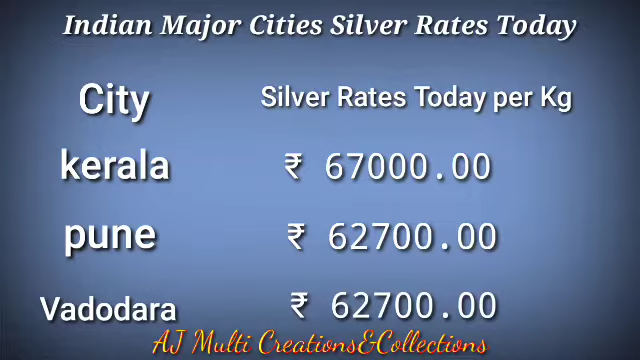 Indian Major Cities Silver Rates Today
City Silver Rates Today per Kg
kerala ₹ 67000.00
pune ₹ 62700.00
Vadodara ₹ 62700.00
AJ Multi Creations&Collections